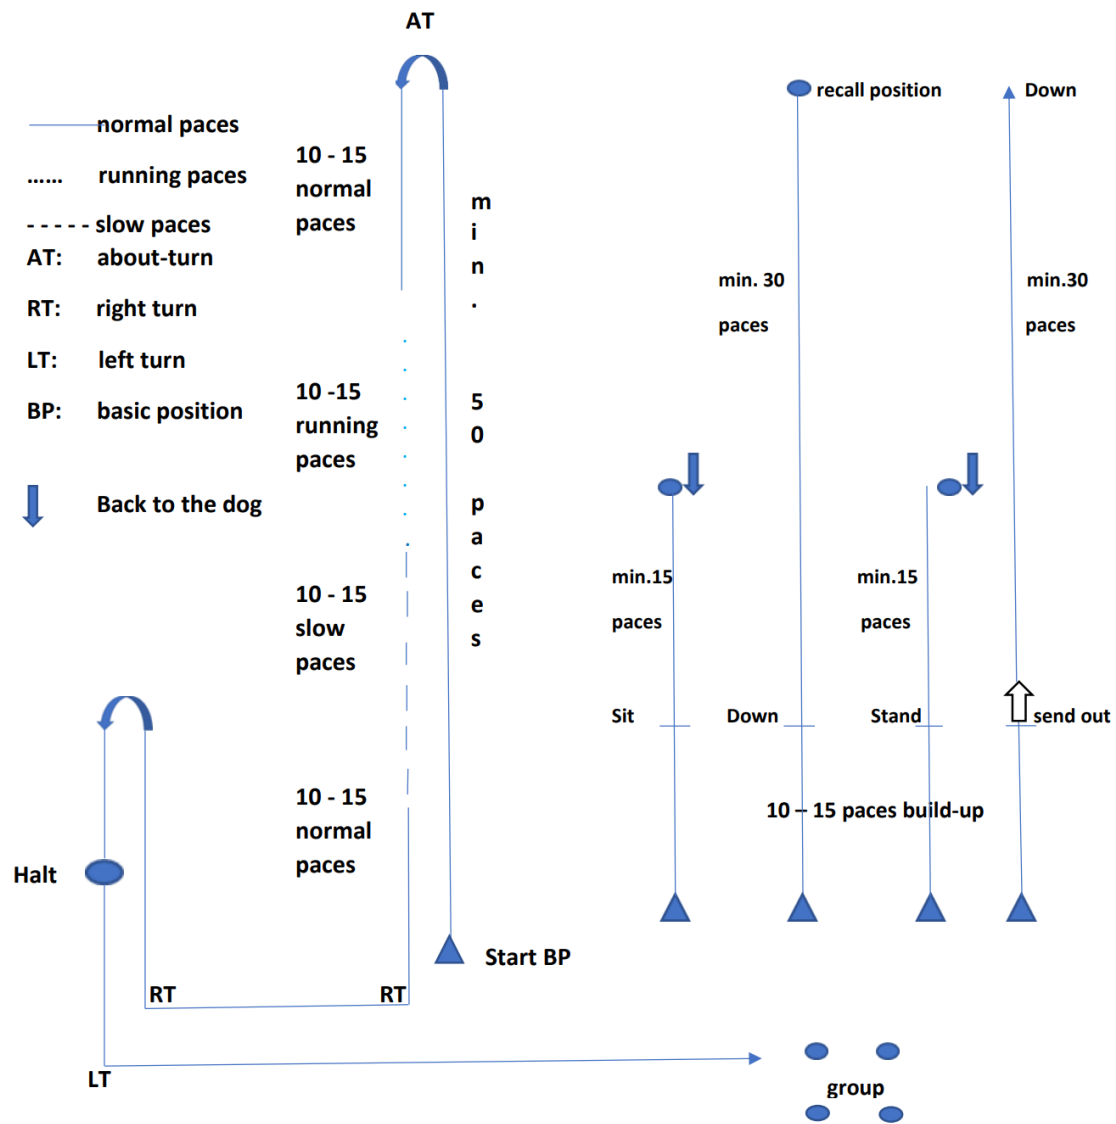 AT
normal paces
...... running paces
- - - - - slow paces
AT: about-turn
RT: right turn
LT: left turn
BP: basic position
Back to the dog
10 - 15
normal
paces
10 -15
running
paces
10 - 15
slow
paces
10 - 15
normal
paces
min. 50 paces
Halt
RT
RT
LT
Start BP
recall position
Down
min. 30
paces
min.30
paces
min.15
paces
min.15
paces
Sit
Down
Stand
send out
10 – 15 paces build-up
group